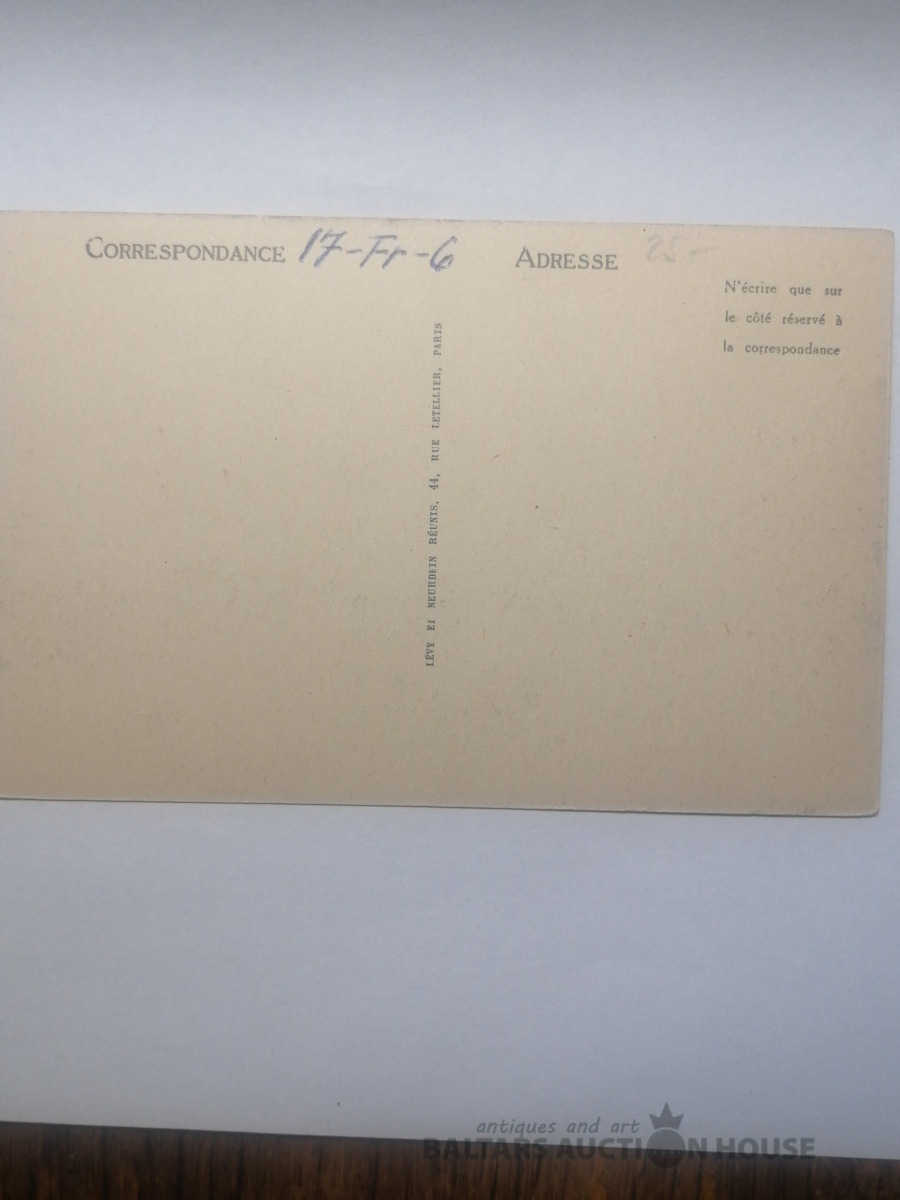 CORRESPONDANCE 17-Fr-6 ADRESSE 25-
N'écrire que sur
le côté réservé à
la correspondance
LÉVY ET NEURDEIN RÉUNIS, 44, RUE LETELLIER, PARIS
antiques and art
BALTARS AUCTION HOUSE